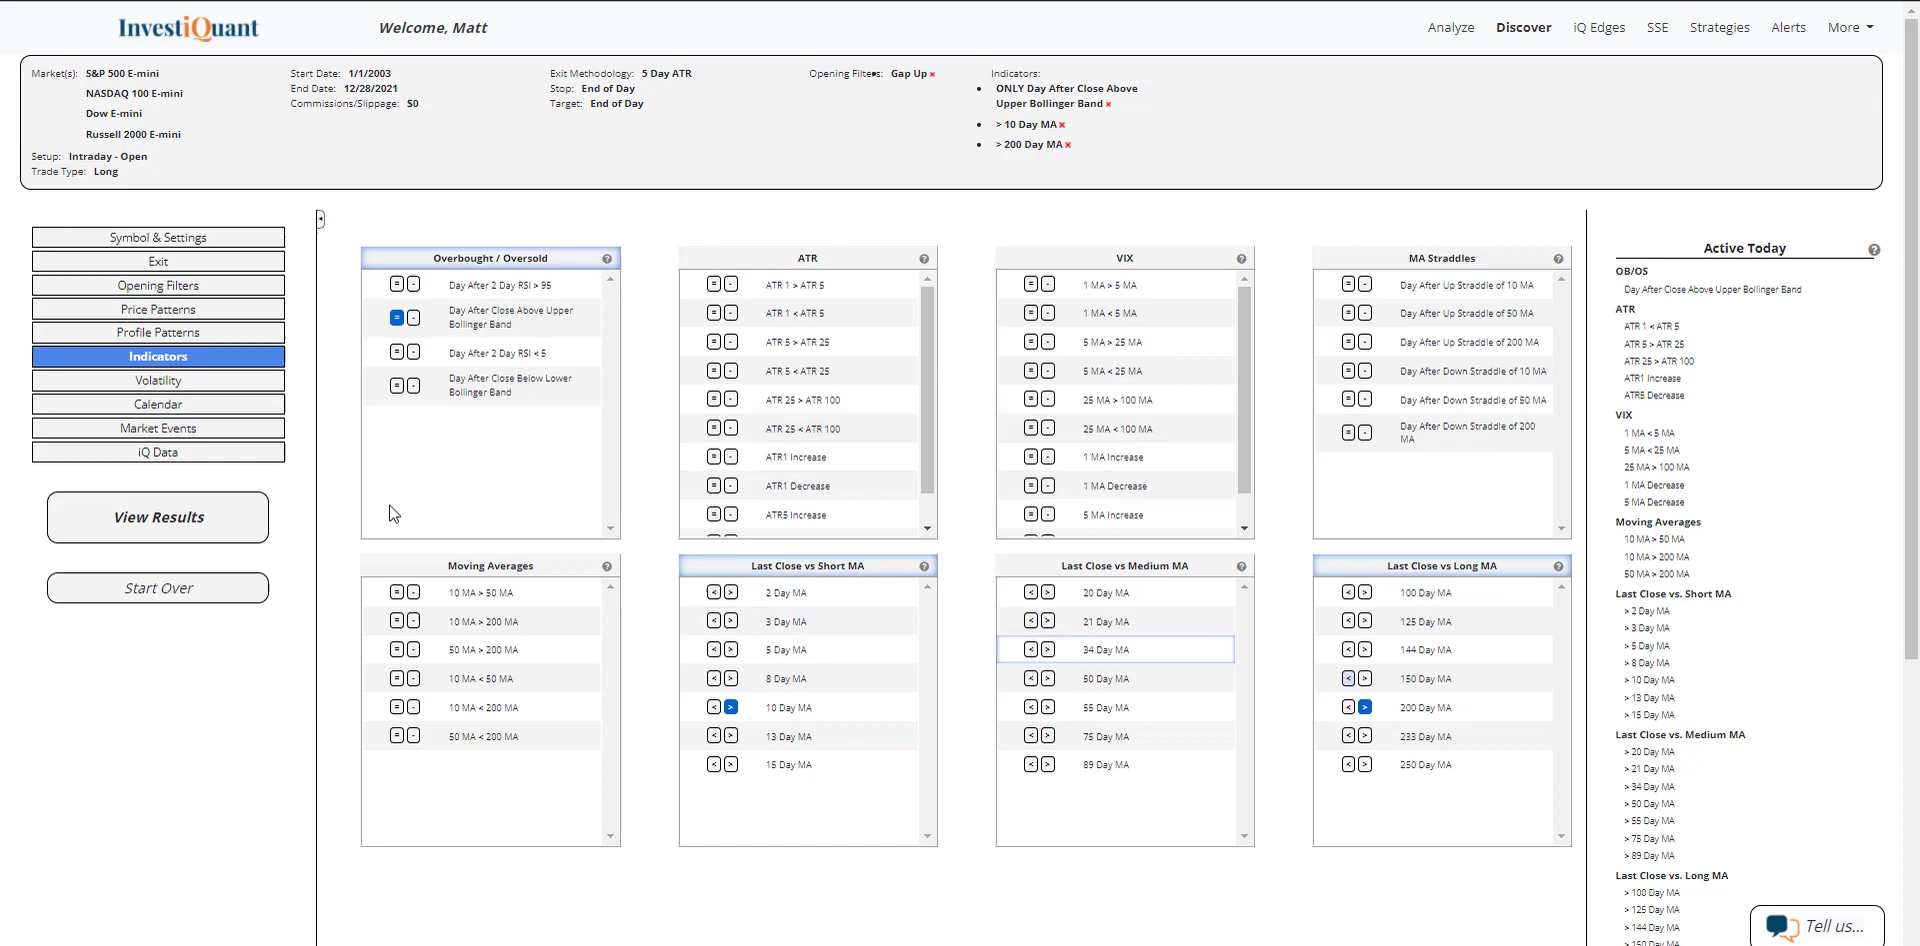 InvestiQuant
Welcome, Matt
Analyze
Discover
iQ Edges
SSE
Strategies
Alerts
More
Market(s): S&P 500 E-mini
NASDAQ 100 E-mini
Dow E-mini
Russell 2000 E-mini
Setup: Intraday - Open
Trade Type: Long
Start Date: 1/1/2003
End Date: 12/28/2021
Commissions/Slippage: $0
Exit Methodology: 5 Day ATR
Stop: End of Day
Target: End of Day
Opening Filters: Gap Up
Indicators:
ONLY Day After Close Above
Upper Bollinger Band
> 10 Day MA
> 200 Day MA
Symbol & Settings
Exit
Opening Filters
Price Patterns
Profile Patterns
Indicators
Volatility
Calendar
Market Events
iQ Data
View Results
Start Over
Overbought / Oversold
= - Day After 2 Day RSI > 95
= - Day After Close Above Upper
Bollinger Band
= - Day After 2 Day RSI < 5
= - Day After Close Below Lower
Bollinger Band
ATR
= - ATR 1 > ATR 5
= - ATR 1 < ATR 5
= - ATR 5 > ATR 25
= - ATR 5 < ATR 25
= - ATR 25 > ATR 100
= - ATR 25 < ATR 100
= - ATR1 Increase
= - ATR1 Decrease
= - ATR5 Increase
VIX
= - 1 MA > 5 MA
= - 1 MA < 5 MA
= - 5 MA > 25 MA
= - 5 MA < 25 MA
= - 25 MA > 100 MA
= - 25 MA < 100 MA
= - 1 MA Increase
= - 1 MA Decrease
= - 5 MA Increase
MA Straddles
= - Day After Up Straddle of 10 MA
= - Day After Up Straddle of 50 MA
= - Day After Up Straddle of 200 MA
= - Day After Down Straddle of 10 MA
= - Day After Down Straddle of 50 MA
= - Day After Down Straddle of 200
MA
Moving Averages
= - 10 MA > 50 MA
= - 10 MA > 200 MA
= - 50 MA > 200 MA
= - 10 MA < 50 MA
= - 10 MA < 200 MA
= - 50 MA < 200 MA
Last Close vs Short MA
< > 2 Day MA
< > 3 Day MA
< > 5 Day MA
< > 8 Day MA
< > 10 Day MA
< > 13 Day MA
< > 15 Day MA
Last Close vs Medium MA
< > 20 Day MA
< > 21 Day MA
< > 34 Day MA
< > 50 Day MA
< > 55 Day MA
< > 75 Day MA
< > 89 Day MA
Last Close vs Long MA
< > 100 Day MA
< > 125 Day MA
< > 144 Day MA
< > 150 Day MA
< > 200 Day MA
< > 233 Day MA
< > 250 Day MA
Active Today
OB/OS
Day After Close Above Upper Bollinger Band
ATR
ATR 1 < ATR 5
ATR 5 > ATR 25
ATR 25 > ATR 100
ATR1 Increase
ATR5 Decrease
VIX
1 MA < 5 MA
5 MA < 25 MA
25 MA > 100 MA
1 MA Decrease
5 MA Decrease
Moving Averages
10 MA > 50 MA
10 MA > 200 MA
50 MA > 200 MA
Last Close vs. Short MA
> 2 Day MA
> 3 Day MA
> 5 Day MA
> 8 Day MA
> 10 Day MA
> 13 Day MA
> 15 Day MA
Last Close vs. Medium MA
> 20 Day MA
> 21 Day MA
> 34 Day MA
> 50 Day MA
> 55 Day MA
> 75 Day MA
> 89 Day MA
Last Close vs. Long MA
> 100 Day MA
> 125 Day MA
> 144 Day MA
> 150 Day MA
Tell us...